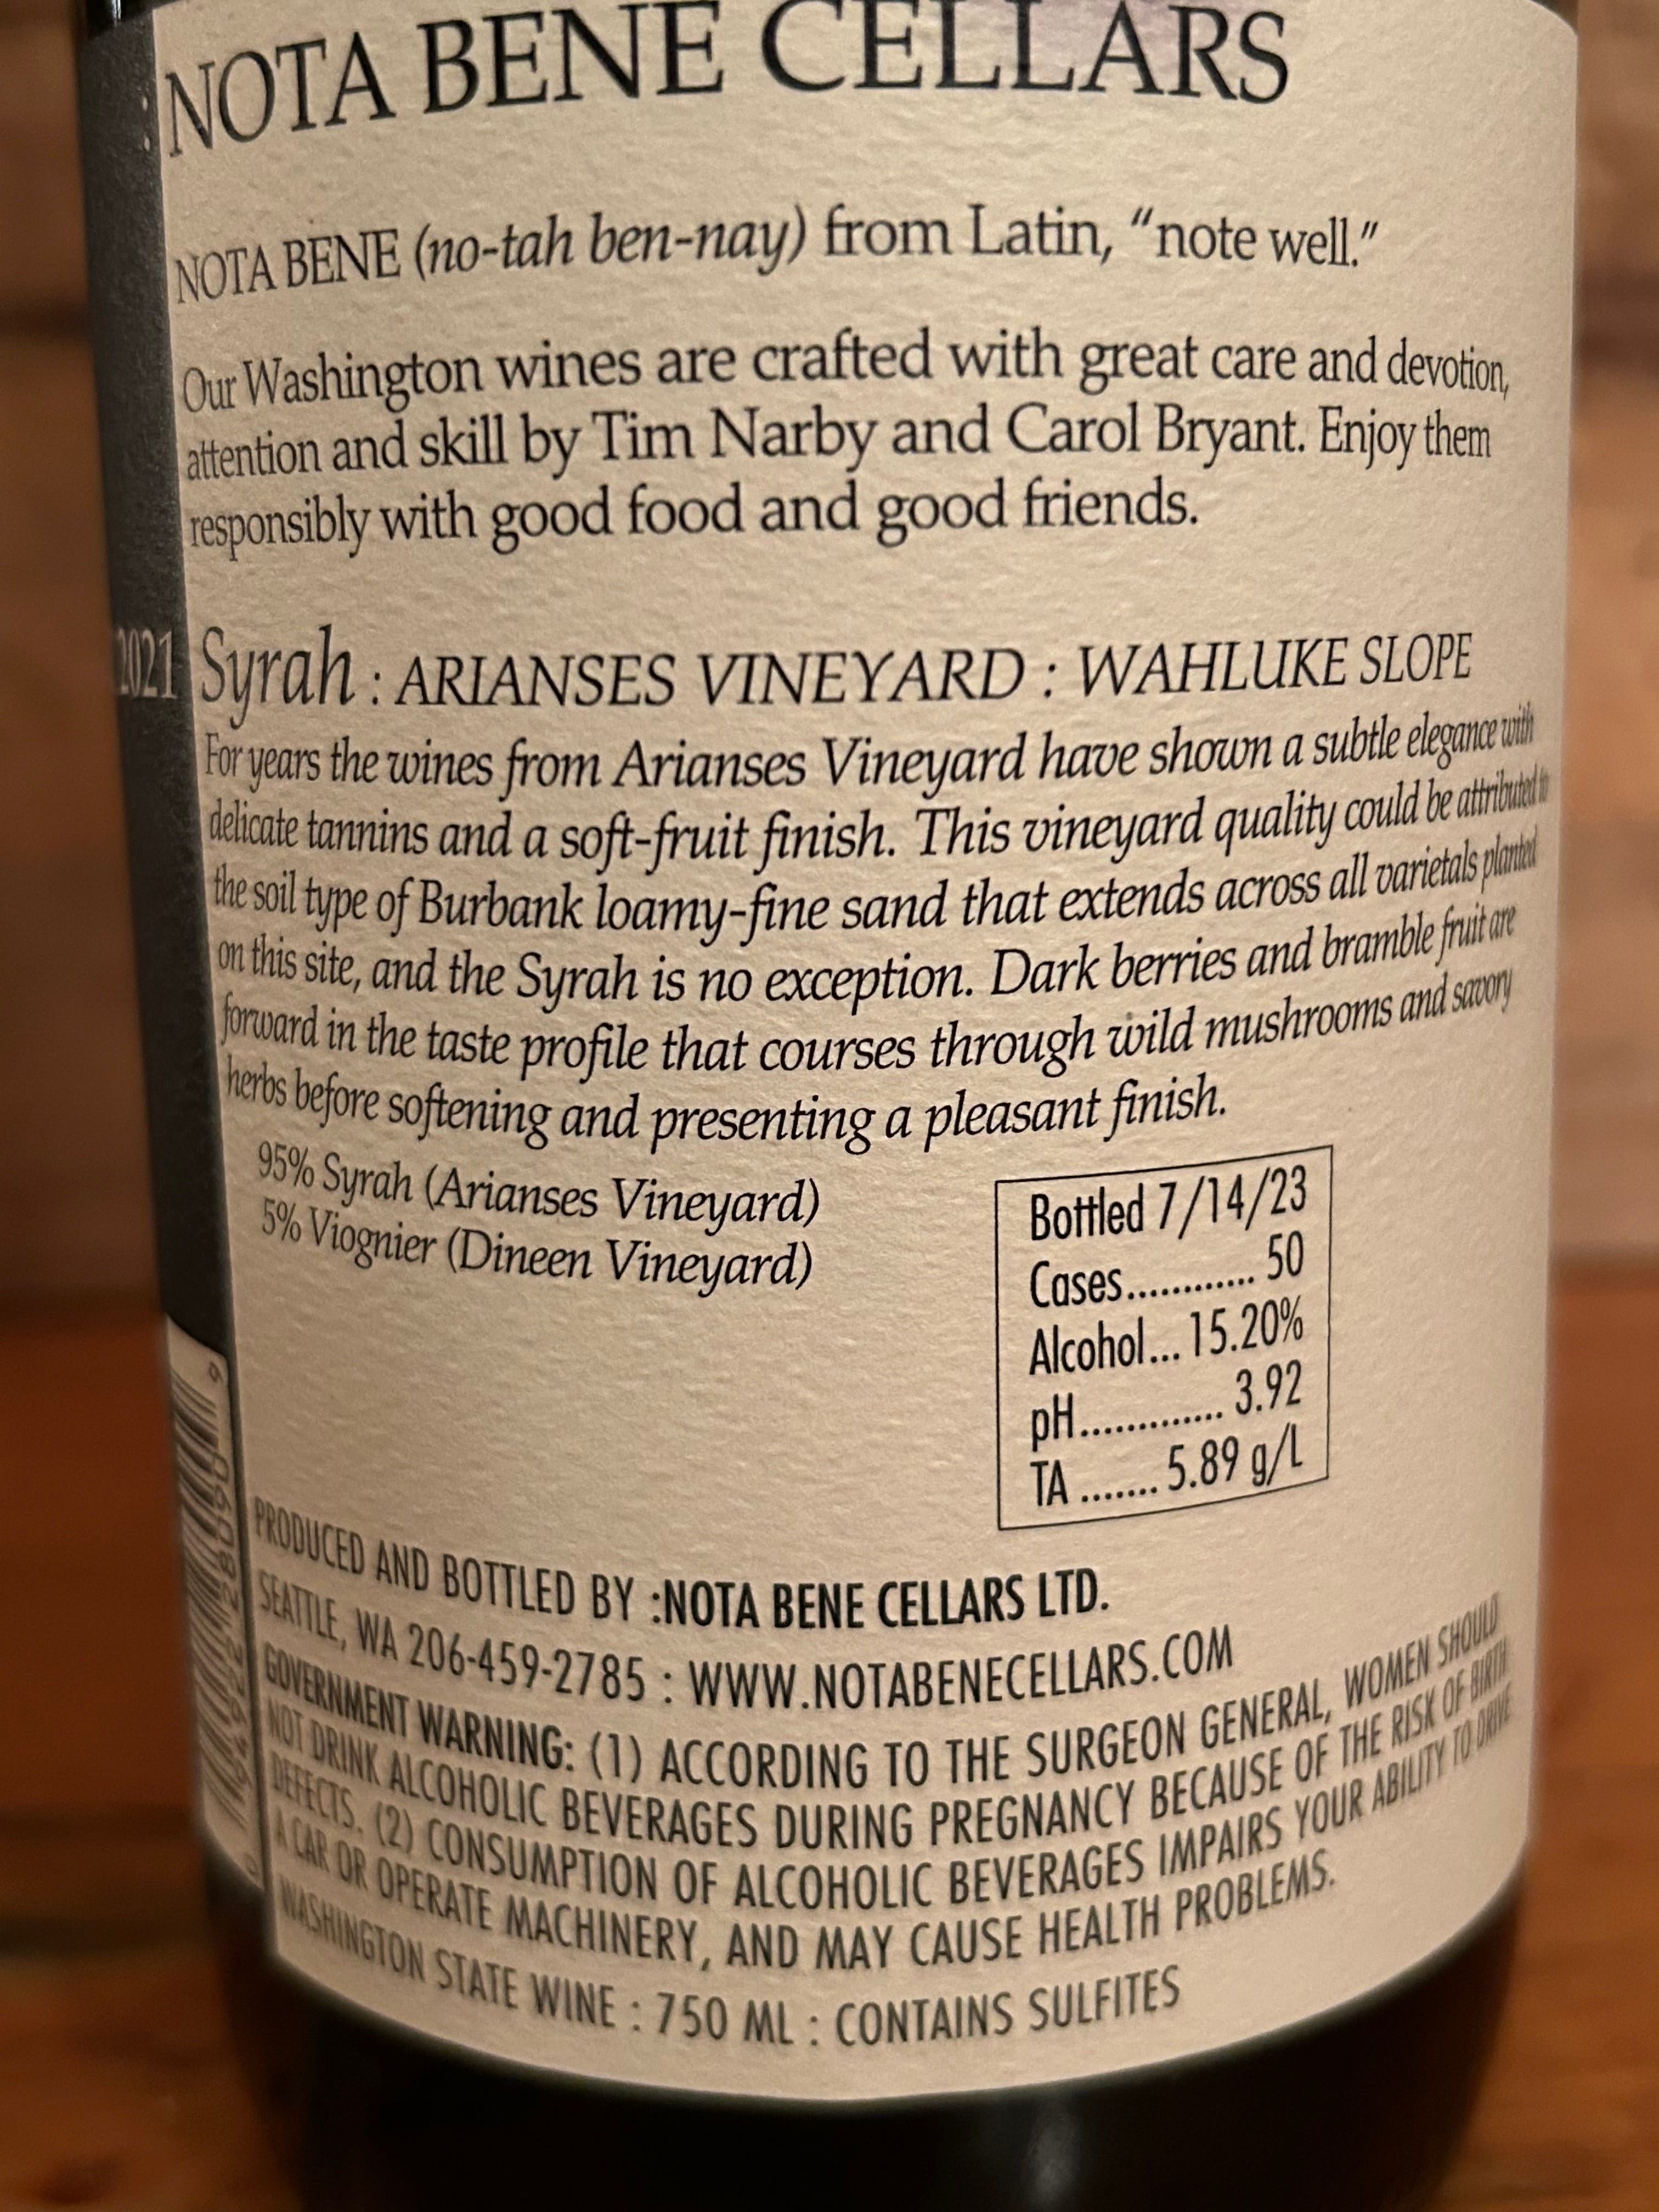 NOTA BENE CELLARS
NOTA BENE (no-tah ben-nay) from Latin, “note well.”
Our Washington wines are crafted with great care and devotion,
attention and skill by Tim Narby and Carol Bryant. Enjoy them
responsibly with good food and good friends.
2021 Syrah : ARIANSES VINEYARD : WAHLUKE SLOPE
For years the wines from Arianses Vineyard have shown a subtle elegance with
delicate tannins and a soft-fruit finish. This vineyard quality could be attributed to
the soil type of Burbank loamy-fine sand that extends across all varietals planted
on this site, and the Syrah is no exception. Dark berries and bramble fruit are
forward in the taste profile that courses through wild mushrooms and savory
herbs before softening and presenting a pleasant finish.
95% Syrah (Arianses Vineyard)
5% Viognier (Dineen Vineyard)
Bottled 7/14/23
Cases............ 50
Alcohol... 15.20%
pH............. 3.92
TA ....... 5.89 g/L
PRODUCED AND BOTTLED BY :NOTA BENE CELLARS LTD.
SEATTLE, WA 206-459-2785 : WWW.NOTABENECELLARS.COM
GOVERNMENT WARNING: (1) ACCORDING TO THE SURGEON GENERAL, WOMEN SHOULD
NOT DRINK ALCOHOLIC BEVERAGES DURING PREGNANCY BECAUSE OF THE RISK OF BIRTH
DEFECTS. (2) CONSUMPTION OF ALCOHOLIC BEVERAGES IMPAIRS YOUR ABILITY TO DRIVE
A CAR OR OPERATE MACHINERY, AND MAY CAUSE HEALTH PROBLEMS.
WASHINGTON STATE WINE : 750 ML : CONTAINS SULFITES